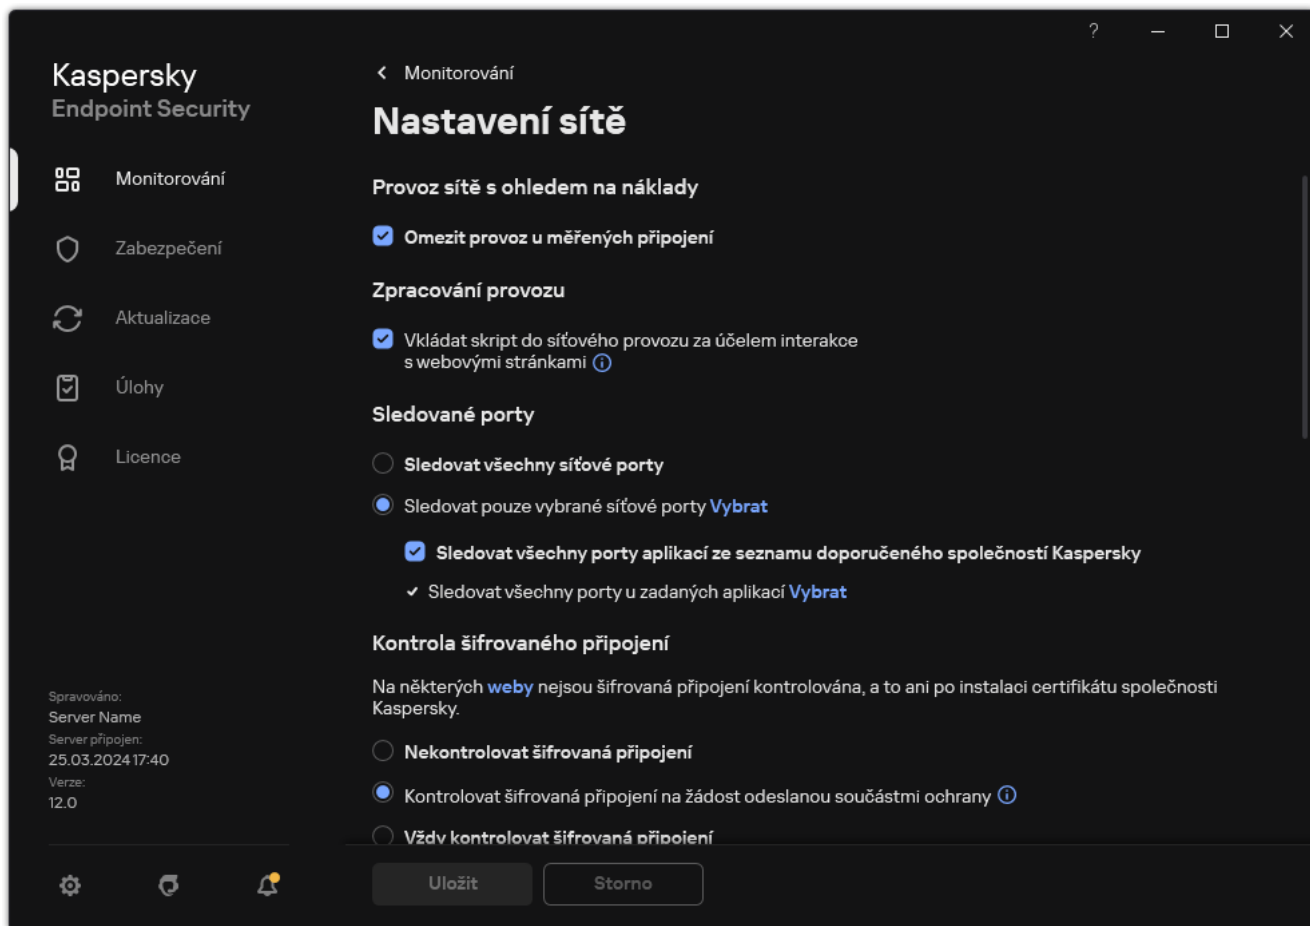 ?
Kaspersky
Endpoint Security
Monitorování
Zabezpečení
Aktualizace
Úlohy
Licence
Spravováno:
Server Name
Server připojen:
25.03.2024 17:40
Verze:
12.0
Monitorování
Nastavení sítě
Provoz sítě s ohledem na náklady
Omezit provoz u měřených připojení
Zpracování provozu
Vkládat skript do síťového provozu za účelem interakce
s webovými stránkami
Sledované porty
Sledovat všechny síťové porty
Sledovat pouze vybrané síťové porty Vybrat
Sledovat všechny porty aplikací ze seznamu doporučeného společností Kaspersky
Sledovat všechny porty u zadaných aplikací Vybrat
Kontrola šifrovaného připojení
Na některých weby nejsou šifrovaná připojení kontrolována, a to ani po instalaci certifikátu společnosti
Kaspersky.
Nekontrolovat šifrovaná připojení
Kontrolovat šifrovaná připojení na žádost odeslanou součástmi ochrany
Vždy kontrolovat šifrovaná připojení
Uložit
Storno